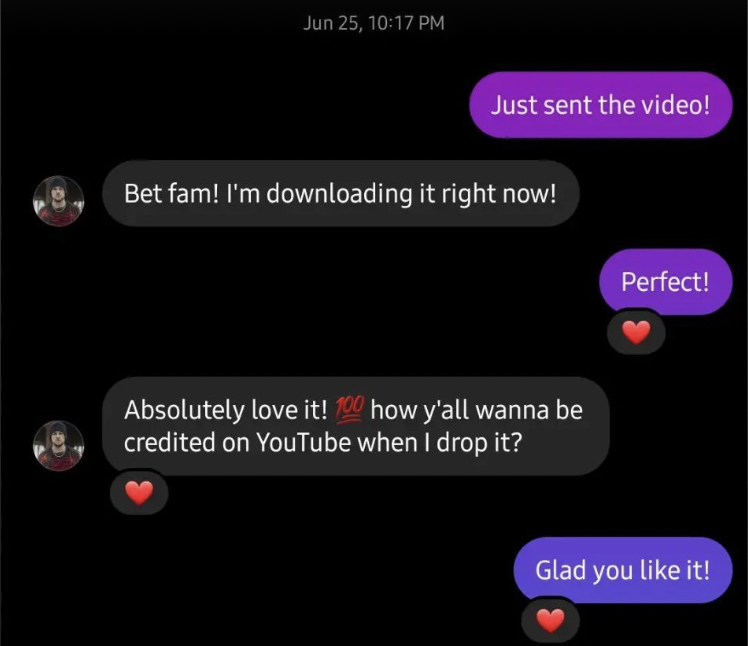 Jun 25, 10:17 PM
Just sent the video!
Bet fam! I'm downloading it right now!
Perfect!
Absolutely love it! 💯 how y'all wanna be
credited on YouTube when I drop it?
Glad you like it!